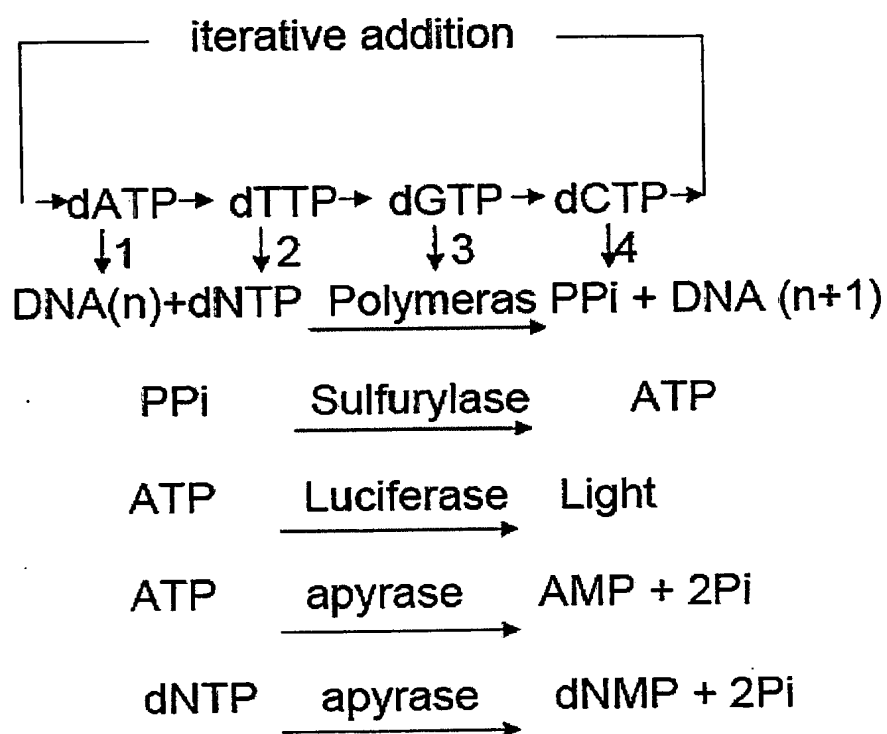 iterative addition
→dATP→ dTTP→ dGTP→dCTP→
↓1 ↓2 ↓3 ↓4
DNA(n)+dNTP Polymeras PPi + DNA (n+1)
PPi Sulfurylase ATP
ATP Luciferase Light
ATP apyrase AMP + 2Pi
dNTP apyrase dNMP + 2Pi